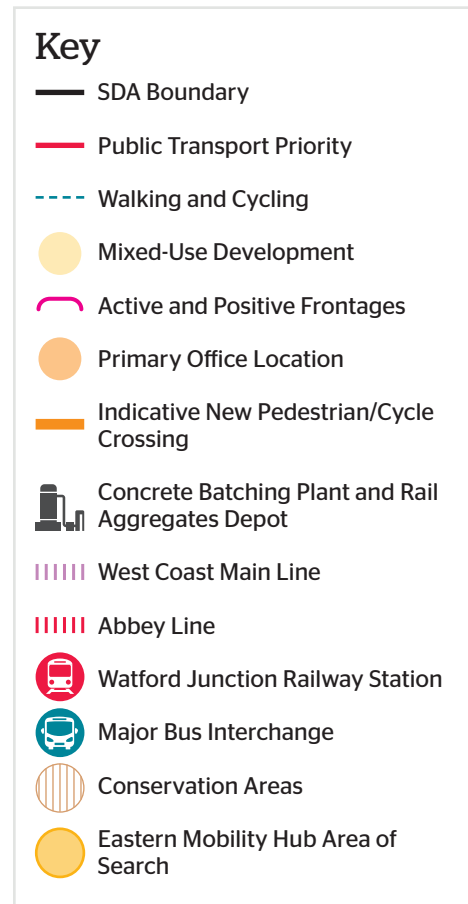 Key
SDA Boundary
Public Transport Priority
Walking and Cycling
Mixed-Use Development
Active and Positive Frontages
Primary Office Location
Indicative New Pedestrian/Cycle
Crossing
Concrete Batching Plant and Rail
Aggregates Depot
West Coast Main Line
Abbey Line
Watford Junction Railway Station
Major Bus Interchange
Conservation Areas
Eastern Mobility Hub Area of
Search